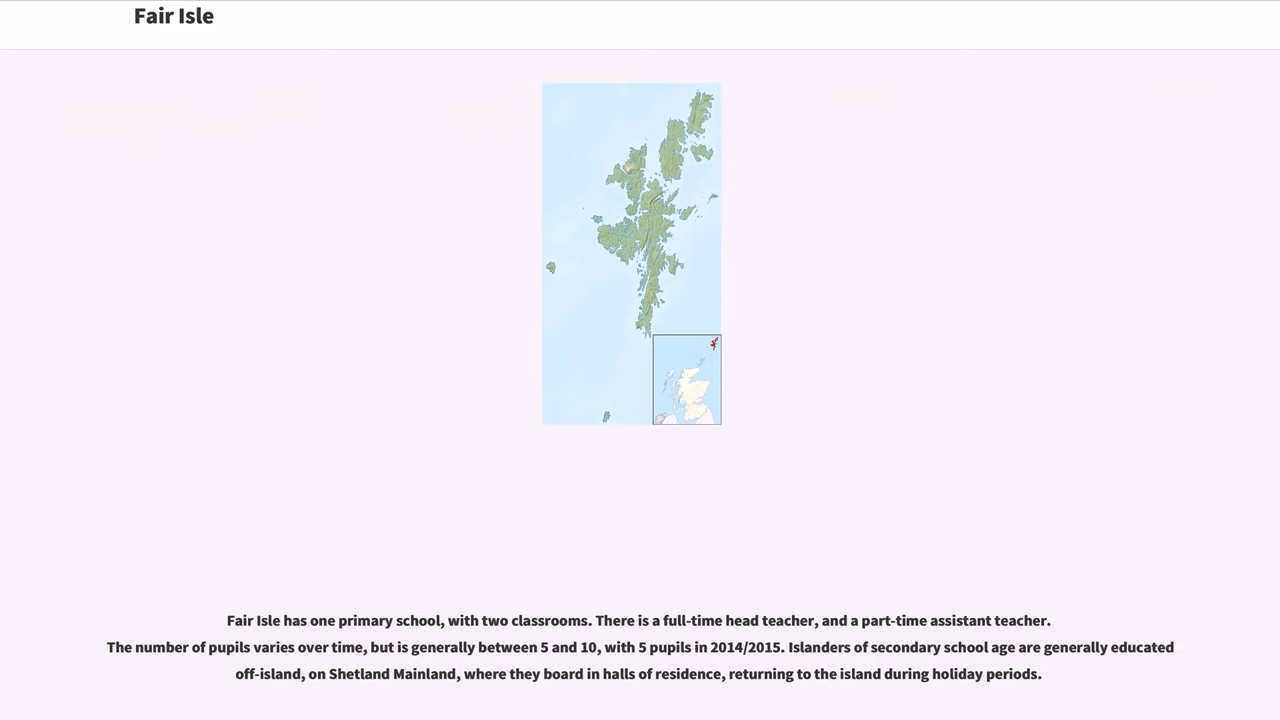 Fair Isle
Fair Isle has one primary school, with two classrooms. There is a full-time head teacher, and a part-time assistant teacher.
The number of pupils varies over time, but is generally between 5 and 10, with 5 pupils in 2014/2015. Islanders of secondary school age are generally educated
off-island, on Shetland Mainland, where they board in halls of residence, returning to the island during holiday periods.